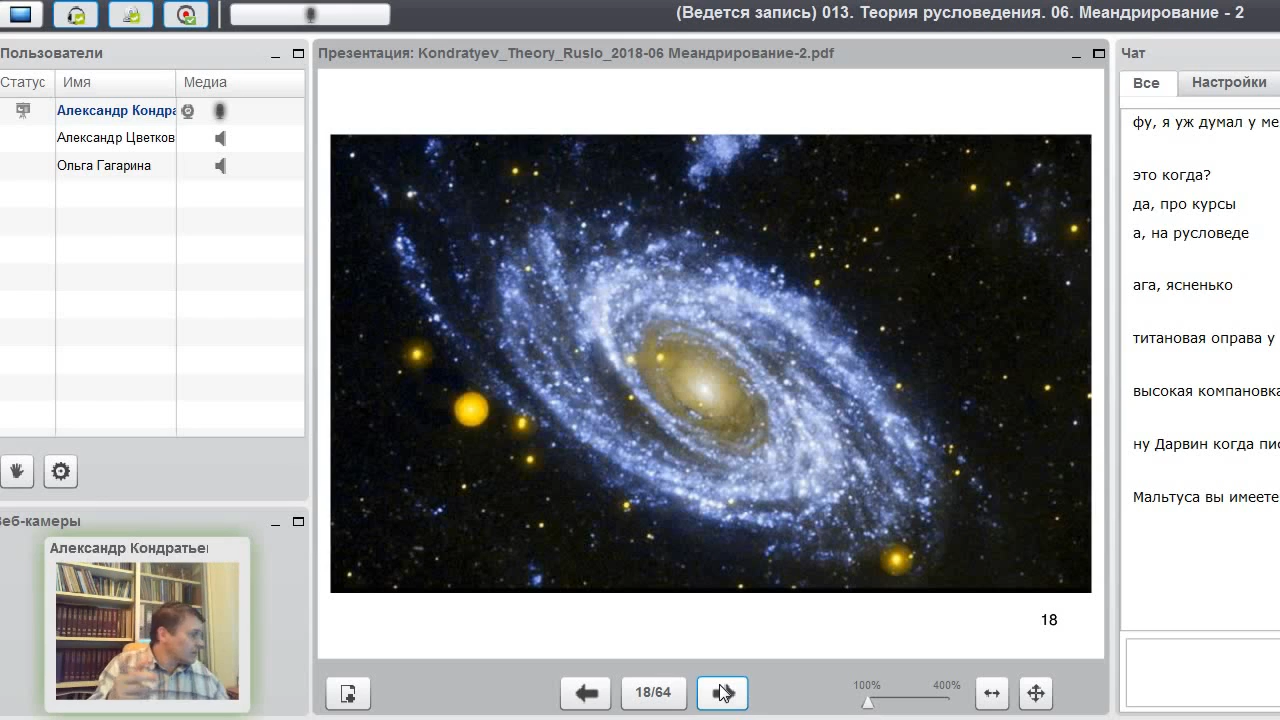 (Ведется запись) 013. Теория русловедения. 06. Меандрирование - 2
Пользователи
Статус Имя Медиа
Александр Кондра
Александр Цветков
Ольга Гагарина
Веб-камеры
Александр Кондратье
Презентация: Kondratyev_Theory_Ruslo_2018-06 Меандрирование-2.pdf
18
18/64
100% 400%
Чат
Все Настройки
фу, я уж думал у ме
это когда?
да, про курсы
а, на русловеде
ага, ясненько
титановая оправа у
высокая компановка
ну Дарвин когда пис
Мальтуса вы имеете